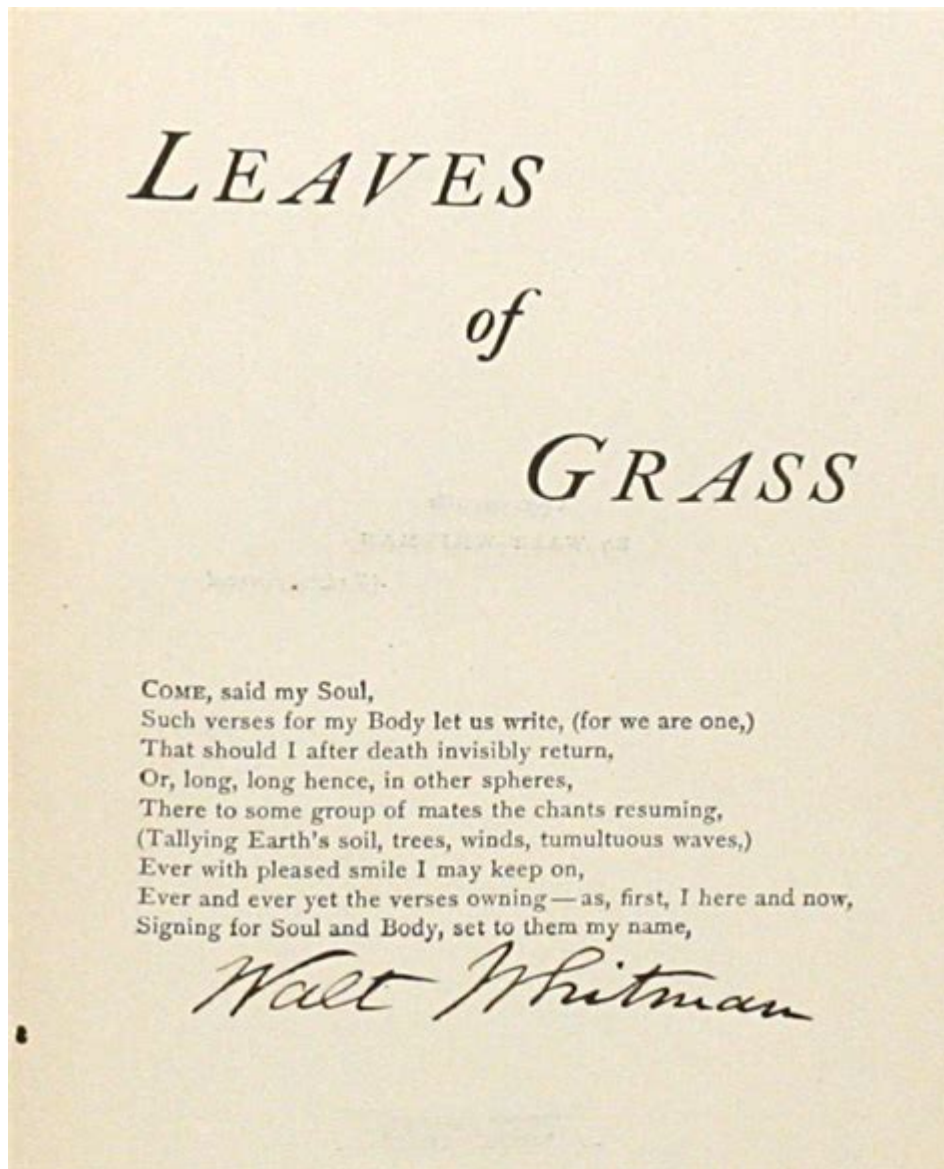 LEAVES
of
GRASS
COME, said my Soul,
Such verses for my Body let us write, (for we are one,)
That should I after death invisibly return,
Or, long, long hence, in other spheres,
There to some group of mates the chants resuming,
(Tallying Earth's soil, trees, winds, tumultuous waves,)
Ever with pleased smile I may keep on,
Ever and ever yet the verses owning—as, first, I here and now,
Signing for Soul and Body, set to them my name,
Walt Whitman